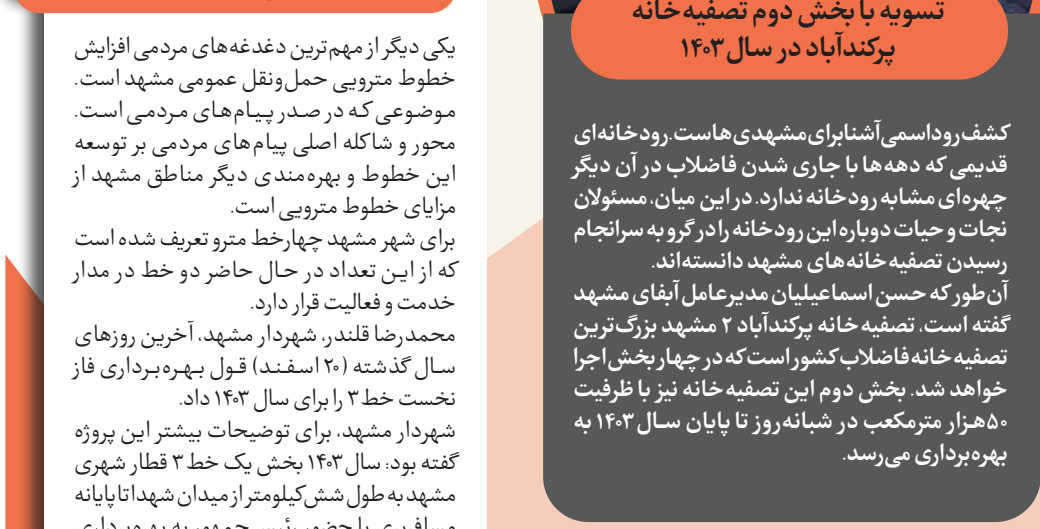 تسویه با بخش دوم تصفیه‌خانه
پرکندآباد در سال ۱۴۰۳
کشف‌رود اسمی آشنا برای مشهدی‌هاست. رودخانه‌ای
قدیمی که دهه‌ها با جاری شدن فاضلاب در آن دیگر
چهره‌ای مشابه رودخانه ندارد. در این میان، مسئولان
نجات و حیات دوباره این رودخانه را در گرو به سرانجام
رسیدن تصفیه‌خانه‌های مشهد دانسته‌اند.
آن‌طور که حسن اسماعیلیان مدیرعامل آبفای مشهد
گفته است، تصفیه‌خانه پرکندآباد ۲ مشهد بزرگ‌ترین
تصفیه‌خانه فاضلاب کشور است که در چهار بخش اجرا
خواهد شد. بخش دوم این تصفیه‌خانه نیز با ظرفیت
۵۰هزار مترمکعب در شبانه‌روز تا پایان سال ۱۴۰۳ به
بهره‌برداری می‌رسد.
یکی دیگر از مهم‌ترین دغدغه‌های مردمی افزایش
خطوط مترویی حمل‌ونقل عمومی مشهد است.
موضوعی که در صدر پیام‌های مردمی است.
محور و شاکله اصلی پیام‌های مردمی بر توسعه
این خطوط و بهره‌مندی دیگر مناطق مشهد از
مزایای خطوط مترویی است.
برای شهر مشهد چهارخط مترو تعریف شده است
که از این تعداد در حال حاضر دو خط در مدار
خدمت و فعالیت قرار دارد.
محمدرضا قلندر، شهردار مشهد، آخرین روزهای
سال گذشته (۲۰ اسفند) قول بهره‌برداری فاز
نخست خط ۳ را برای سال ۱۴۰۳ داد.
شهردار مشهد، برای توضیحات بیشتر این پروژه
گفته بود: سال ۱۴۰۳ بخش یک خط ۳ قطار شهری
مشهد به طول شش کیلومتر از میدان شهدا تا پایانه
مسافربری با حضور رئیس‌جمهور به بهره‌برداری